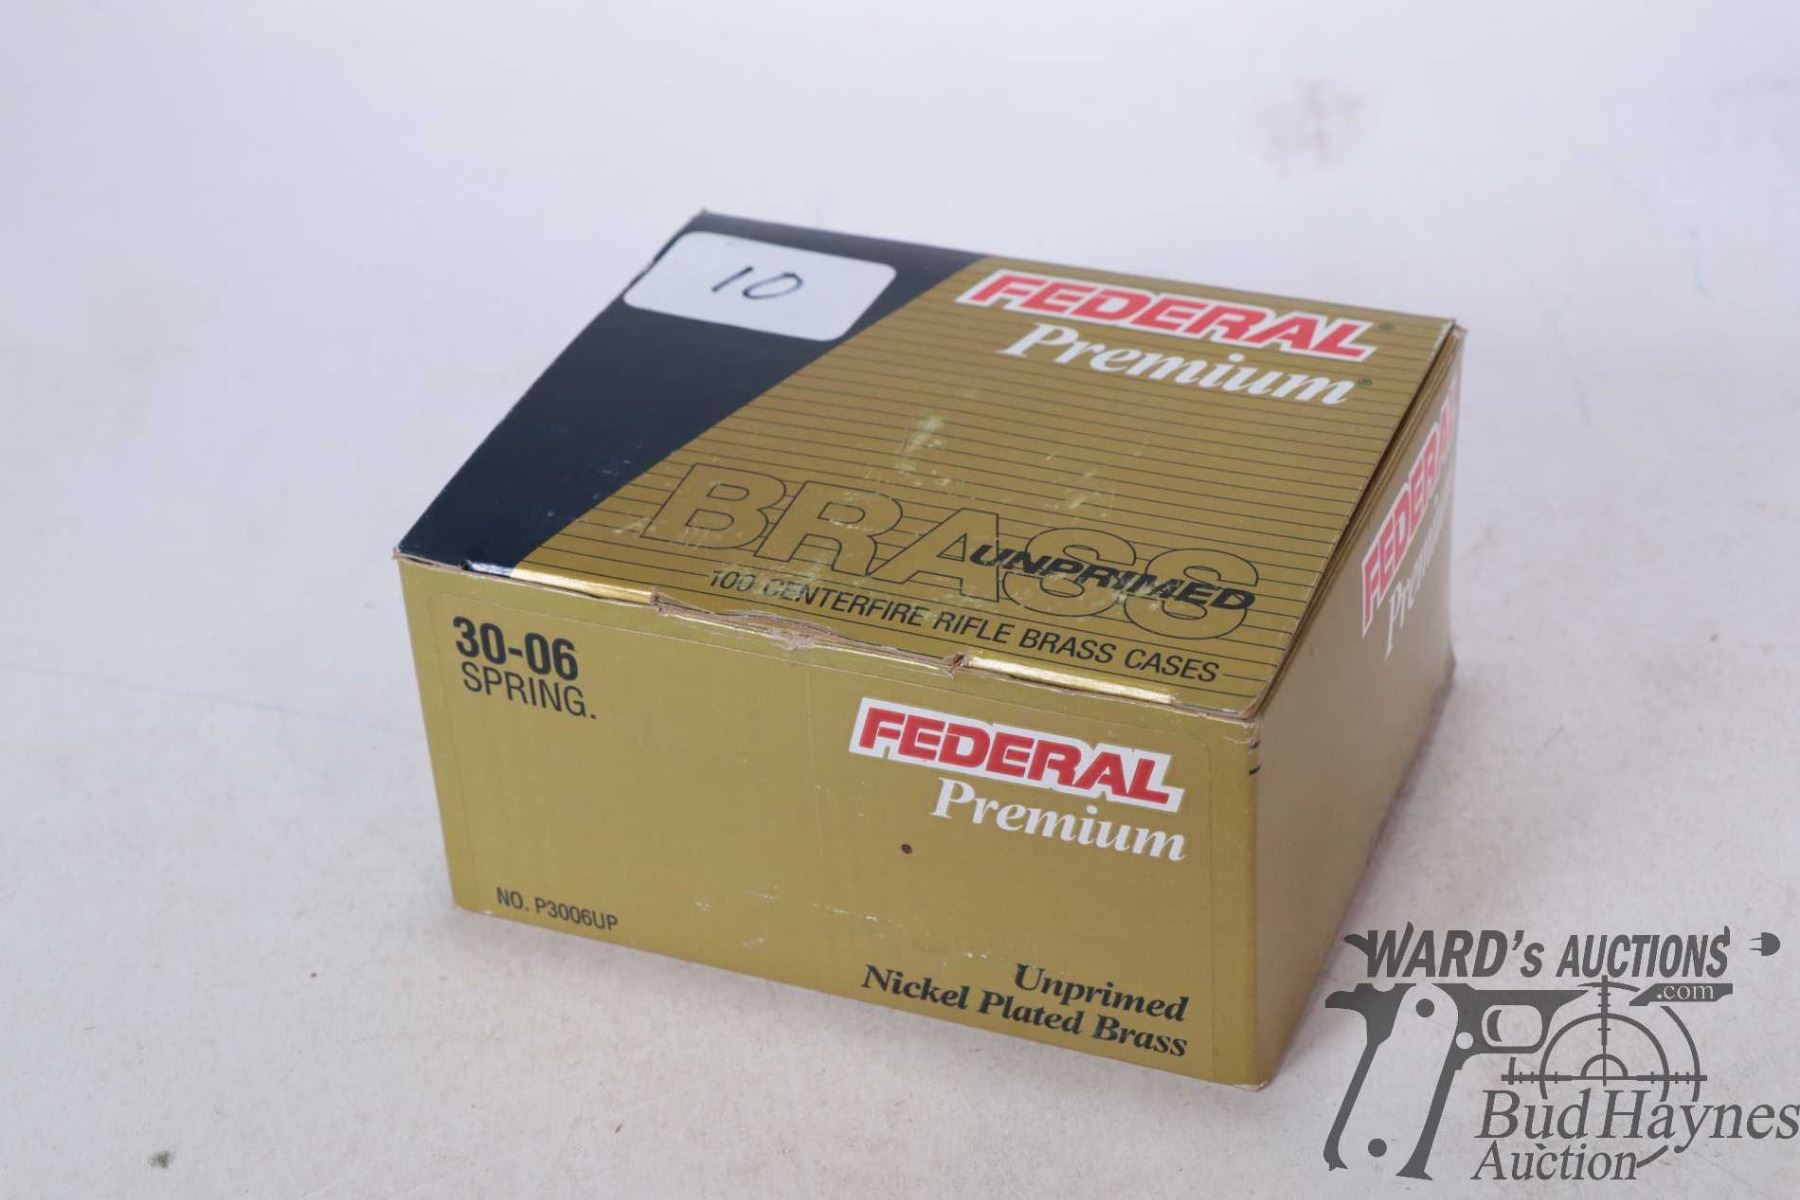 10
FEDERAL®
Premium®
BRASS
UNPRIMED
100 CENTERFIRE RIFLE BRASS CASES
30-06
SPRING.
FEDERAL
Premium
NO. P3006UP
Unprimed
Nickel Plated Brass
FEDERAL
Premium
WARD's AUCTIONS
.com
Bud Haynes
Auction